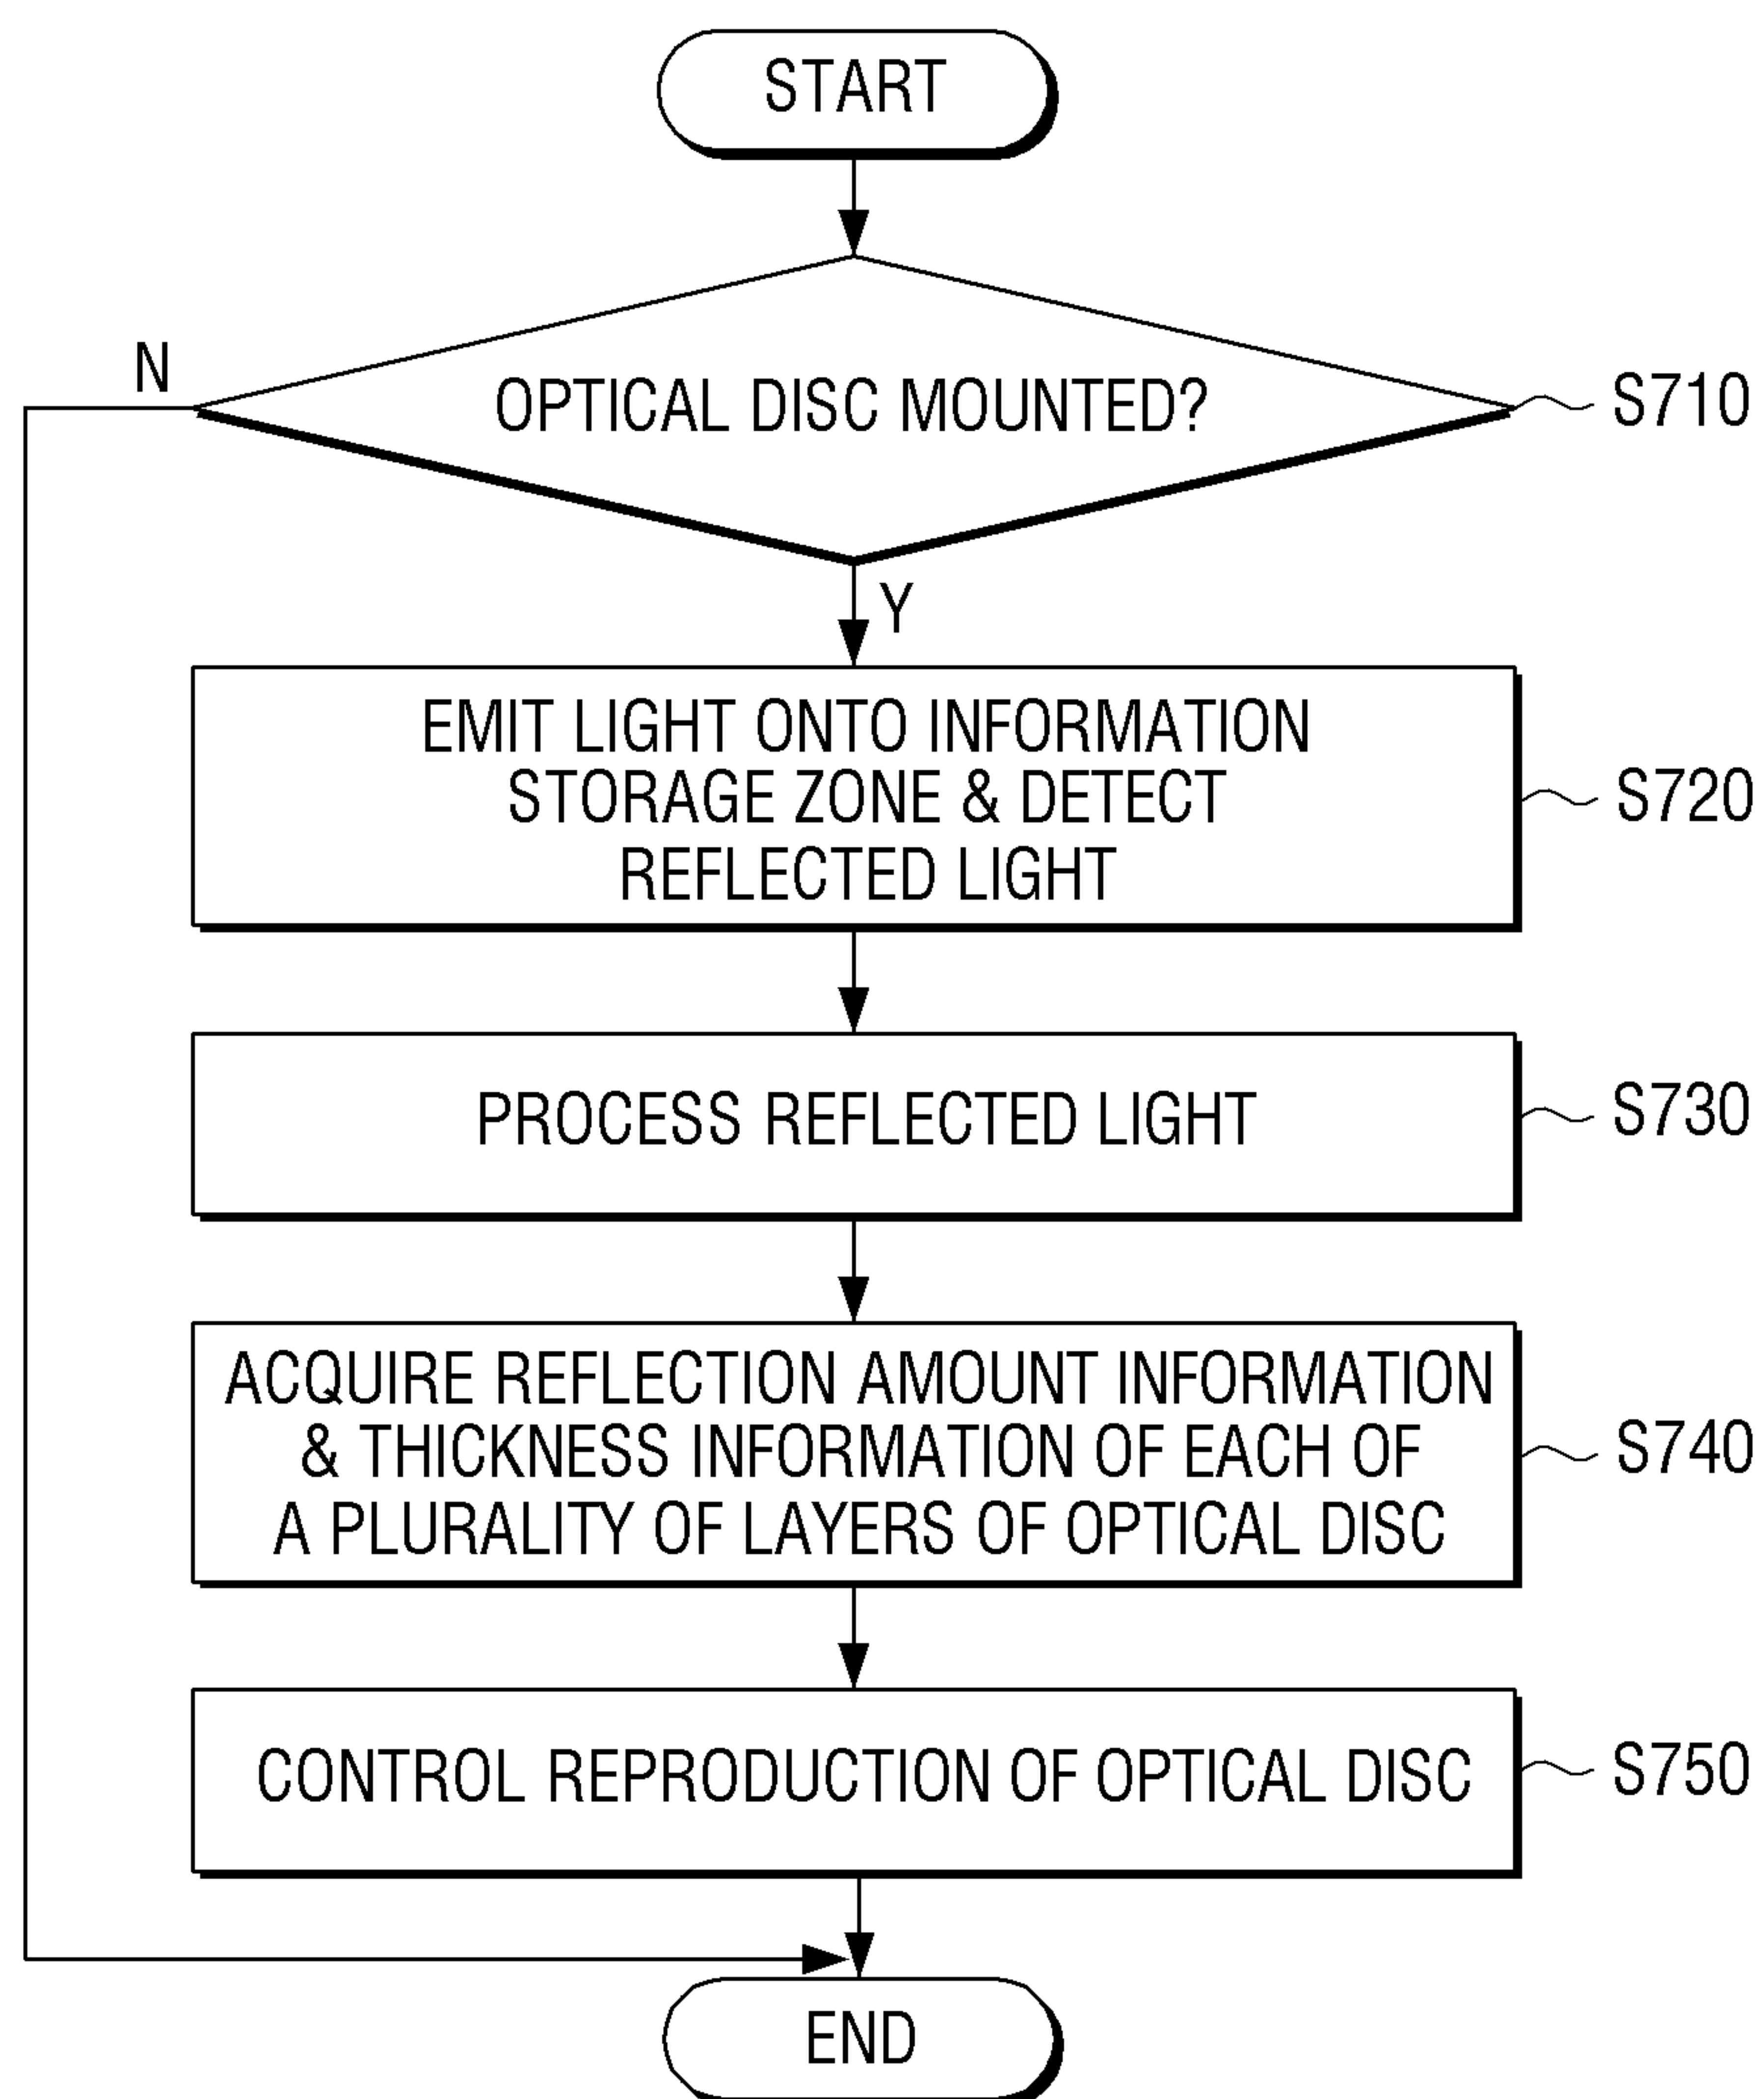 START
N
OPTICAL DISC MOUNTED?
S710
Y
EMIT LIGHT ONTO INFORMATION
STORAGE ZONE & DETECT
REFLECTED LIGHT
S720
PROCESS REFLECTED LIGHT
S730
ACQUIRE REFLECTION AMOUNT INFORMATION
& THICKNESS INFORMATION OF EACH OF
A PLURALITY OF LAYERS OF OPTICAL DISC
S740
CONTROL REPRODUCTION OF OPTICAL DISC
S750
END